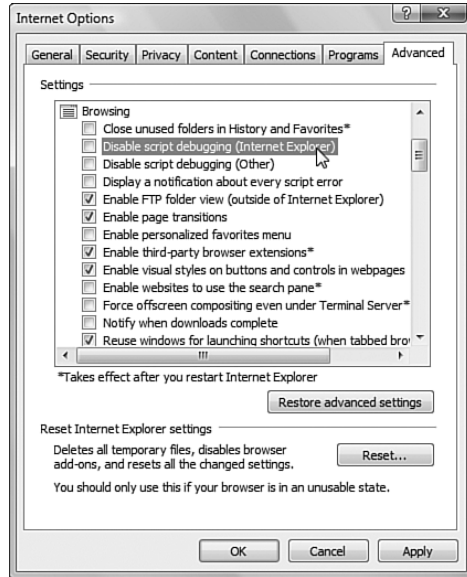 Internet Options
General Security Privacy Content Connections Programs Advanced
Settings
Browsing
Close unused folders in History and Favorites*
Disable script debugging (Internet Explorer)
Disable script debugging (Other)
Display a notification about every script error
Enable FTP folder view (outside of Internet Explorer)
Enable page transitions
Enable personalized favorites menu
Enable third-party browser extensions*
Enable visual styles on buttons and controls in webpages
Enable websites to use the search pane*
Force offscreen compositing even under Terminal Server*
Notify when downloads complete
Reuse windows for launching shortcuts (when tabbed brow
*Takes effect after you restart Internet Explorer
Restore advanced settings
Reset Internet Explorer settings
Deletes all temporary files, disables browser
add-ons, and resets all the changed settings.
Reset...
You should only use this if your browser is in an unusable state.
OK Cancel Apply